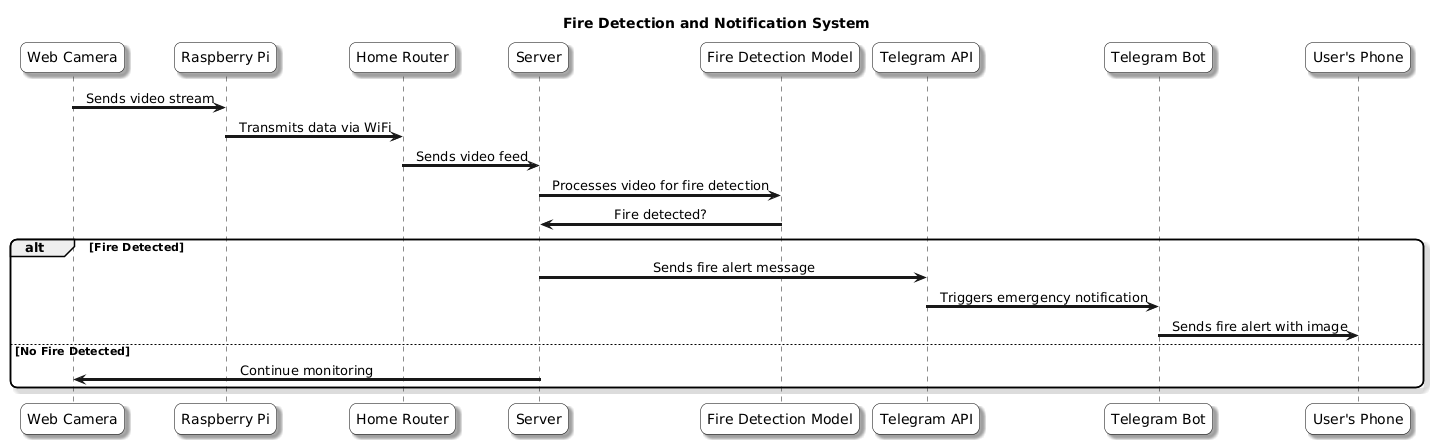 Fire Detection and Notification System
Web Camera Raspberry Pi Home Router Server Fire Detection Model Telegram API Telegram Bot User's Phone
Sends video stream
Transmits data via WiFi
Sends video feed
Processes video for fire detection
Fire detected?
alt [Fire Detected]
Sends fire alert message
Triggers emergency notification
Sends fire alert with image
[No Fire Detected]
Continue monitoring
Web Camera Raspberry Pi Home Router Server Fire Detection Model Telegram API Telegram Bot User's Phone